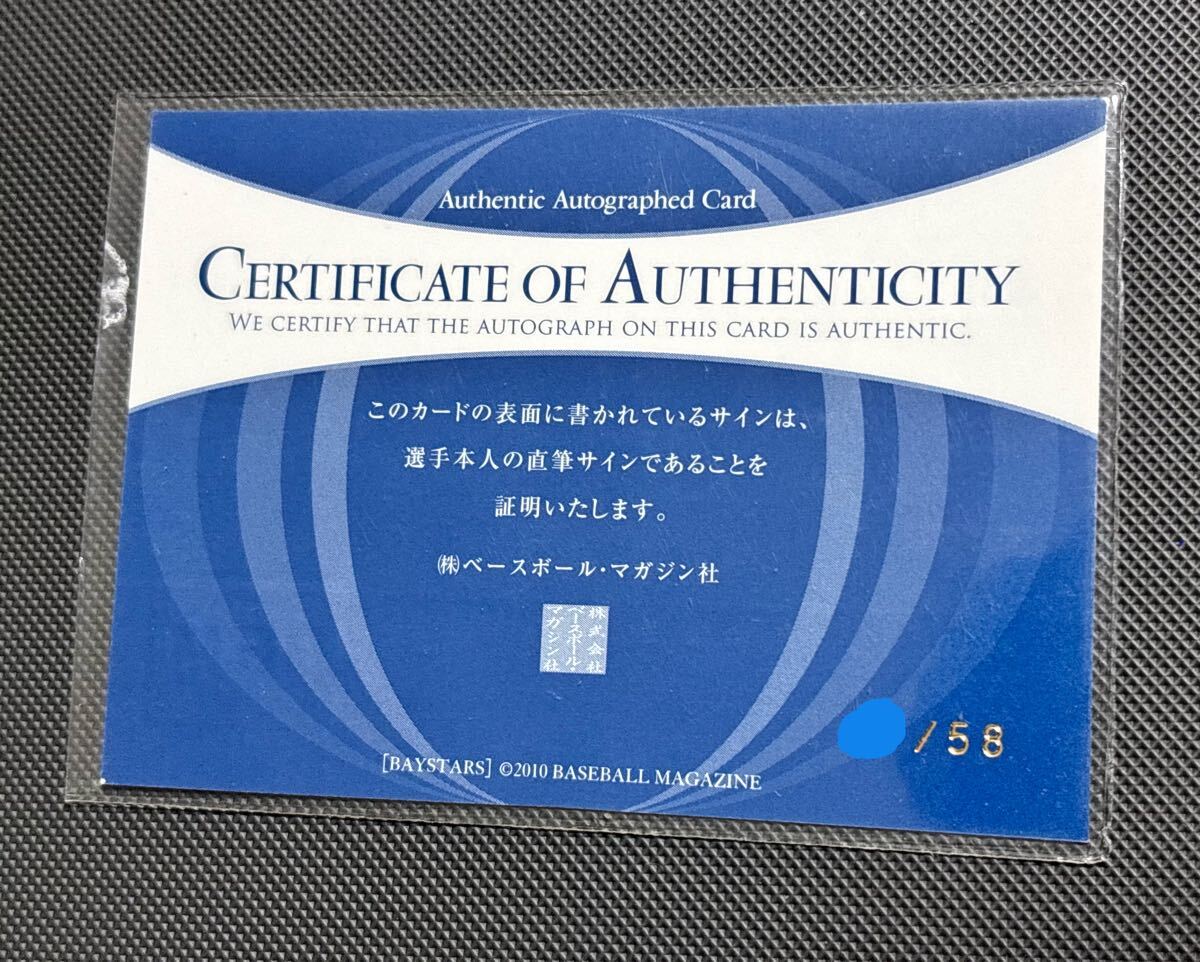 Authentic Autographed Card
CERTIFICATE OF AUTHENTICITY
WE CERTIFY THAT THE AUTOGRAPH ON THIS CARD IS AUTHENTIC.
このカードの表面に書かれているサインは、
選手本人の直筆サインであることを
証明いたします。
㈱ベースボール・マガジン社
株式会社
ベースボール・
マガジン社
/58
[BAYSTARS] ©2010 BASEBALL MAGAZINE